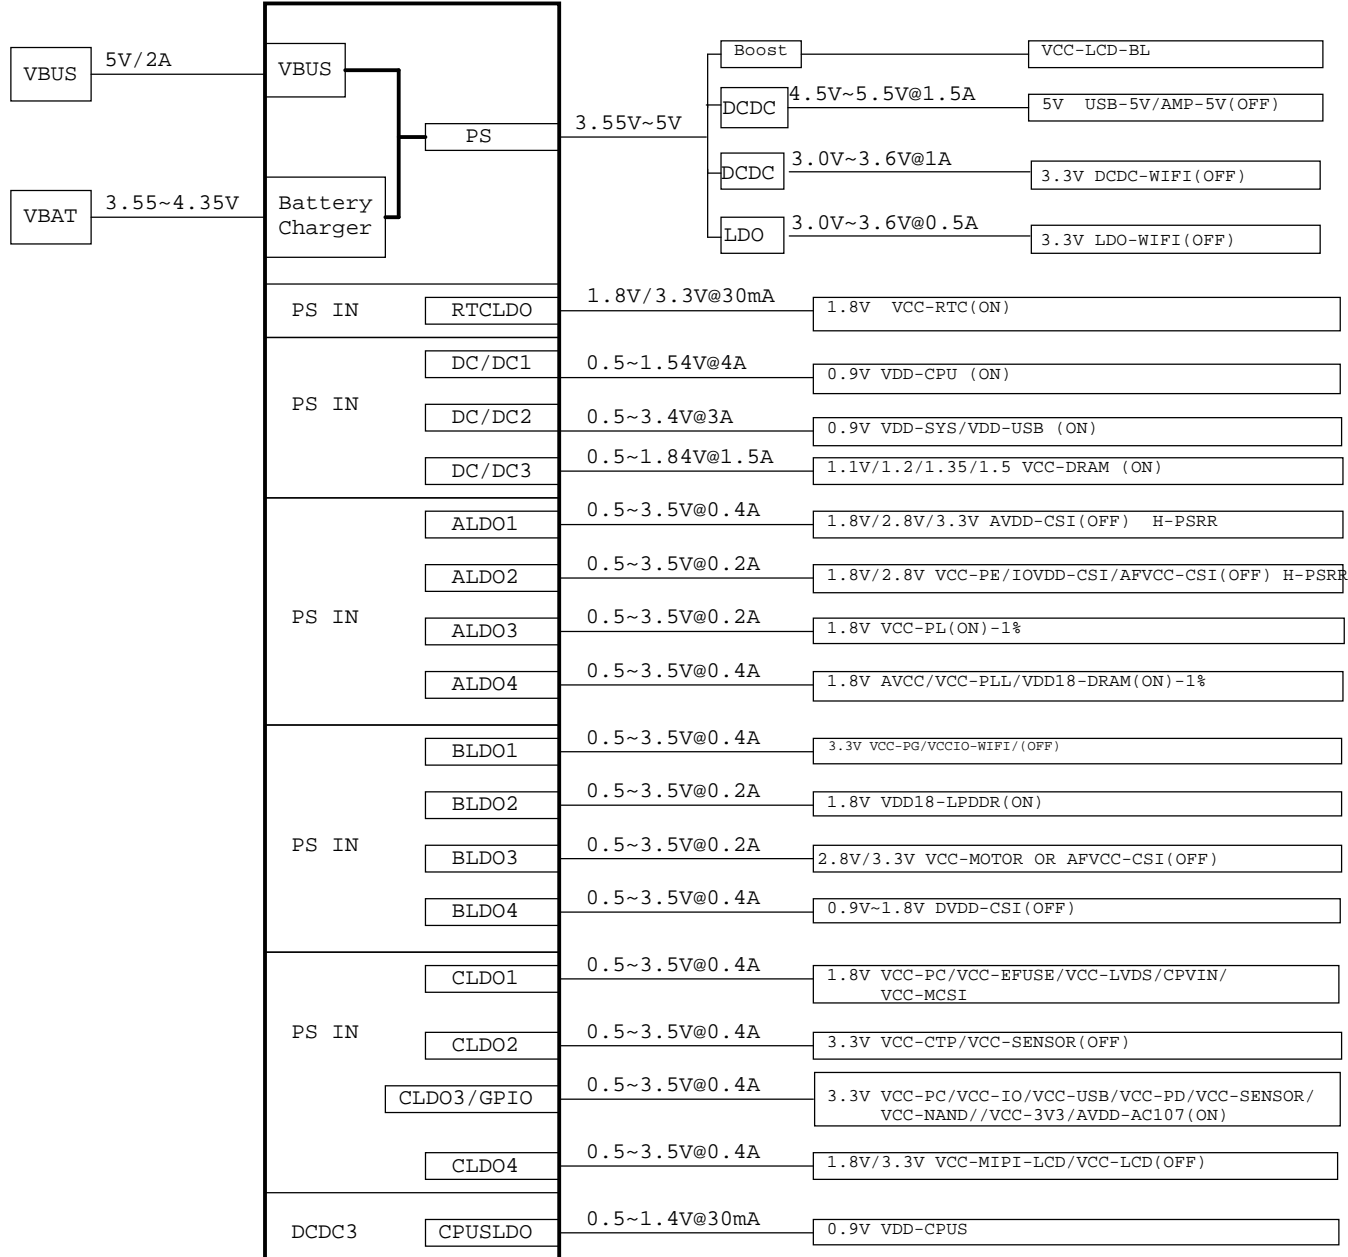 VBUS
5V/2A
VBUS
PS
3.55V~5V
Boost
VCC-LCD-BL
DCDC
4.5V~5.5V@1.5A
5V  USB-5V/AMP-5V(OFF)
DCDC
3.0V~3.6V@1A
3.3V DCDC-WIFI(OFF)
VBAT
3.55~4.35V
Battery
Charger
LDO
3.0V~3.6V@0.5A
3.3V LDO-WIFI(OFF)
PS IN
RTCLDO
1.8V/3.3V@30mA
1.8V  VCC-RTC(ON)
PS IN
DC/DC1
0.5~1.54V@4A
0.9V VDD-CPU (ON)
DC/DC2
0.5~3.4V@3A
0.9V VDD-SYS/VDD-USB (ON)
DC/DC3
0.5~1.84V@1.5A
1.1V/1.2/1.35/1.5 VCC-DRAM (ON)
PS IN
ALDO1
0.5~3.5V@0.4A
1.8V/2.8V/3.3V AVDD-CSI(OFF)  H-PSRR
ALDO2
0.5~3.5V@0.2A
1.8V/2.8V VCC-PE/IOVDD-CSI/AFVCC-CSI(OFF) H-PSRR
ALDO3
0.5~3.5V@0.2A
1.8V VCC-PL(ON)-1%
ALDO4
0.5~3.5V@0.4A
1.8V AVCC/VCC-PLL/VDD18-DRAM(ON)-1%
PS IN
BLDO1
0.5~3.5V@0.4A
3.3V VCC-PG/VCCIO-WIFI/(OFF)
BLDO2
0.5~3.5V@0.2A
1.8V VDD18-LPDDR(ON)
BLDO3
0.5~3.5V@0.2A
2.8V/3.3V VCC-MOTOR OR AFVCC-CSI(OFF)
BLDO4
0.5~3.5V@0.4A
0.9V~1.8V DVDD-CSI(OFF)
PS IN
CLDO1
0.5~3.5V@0.4A
1.8V VCC-PC/VCC-EFUSE/VCC-LVDS/CPVIN/
VCC-MCSI
CLDO2
0.5~3.5V@0.4A
3.3V VCC-CTP/VCC-SENSOR(OFF)
CLDO3/GPIO
0.5~3.5V@0.4A
3.3V VCC-PC/VCC-IO/VCC-USB/VCC-PD/VCC-SENSOR/
VCC-NAND//VCC-3V3/AVDD-AC107(ON)
CLDO4
0.5~3.5V@0.4A
1.8V/3.3V VCC-MIPI-LCD/VCC-LCD(OFF)
DCDC3
CPUSLDO
0.5~1.4V@30mA
0.9V VDD-CPUS